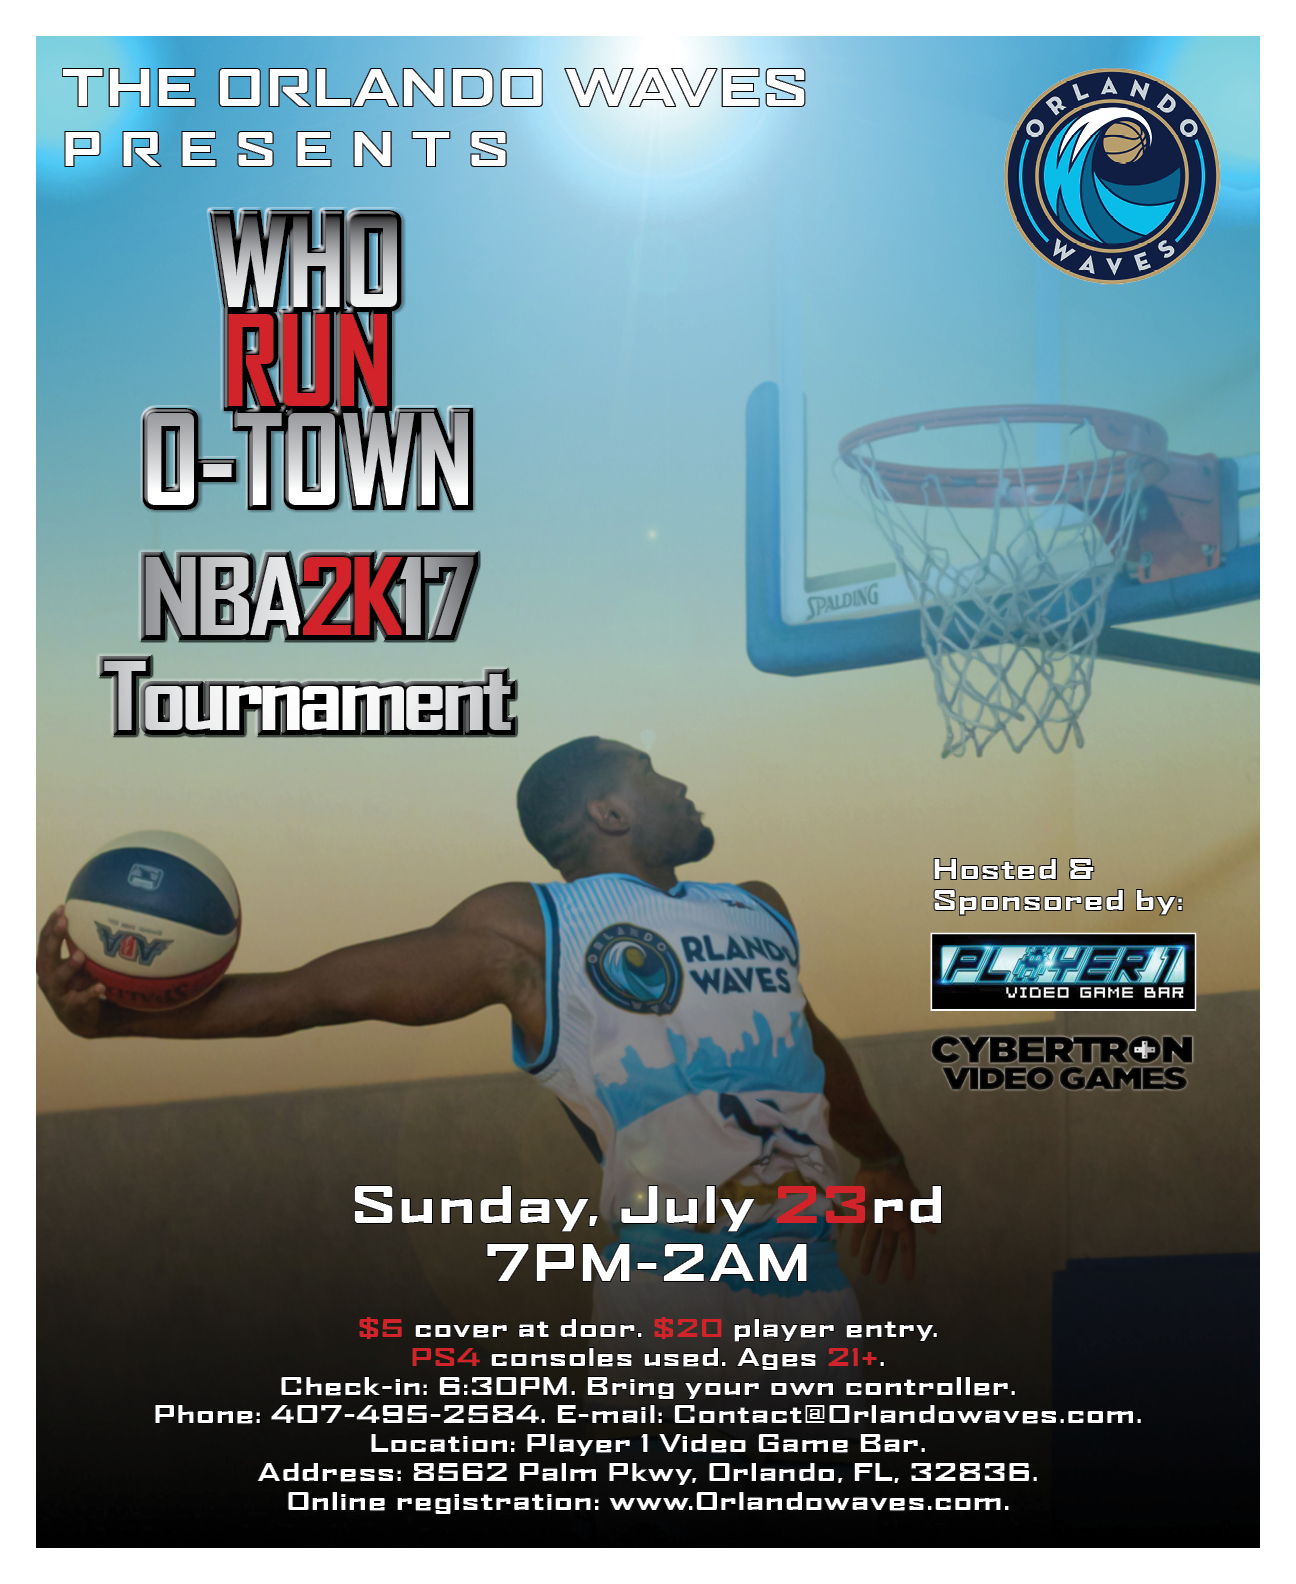 THE ORLANDO WAVES
PRESENTS
ORLANDO
WAVES
WHO
RUN
O-TOWN
NBA2K17
Tournament
SPALDING
Hosted &
Sponsored by:
PLAYER 1
VIDEO GAME BAR
CYBERTRON
VIDEO GAMES
ABA
ORLANDO
RLANDO
WAVES
Sunday, July 23rd
7PM-2AM
$5 cover at door. $20 player entry.
PS4 consoles used. Ages 21+.
Check-in: 6:30PM. Bring your own controller.
Phone: 407-495-2584. E-mail: Contact@Orlandowaves.com.
Location: Player 1 Video Game Bar.
Address: 8562 Palm Pkwy, Orlando, FL, 32836.
Online registration: www.Orlandowaves.com.